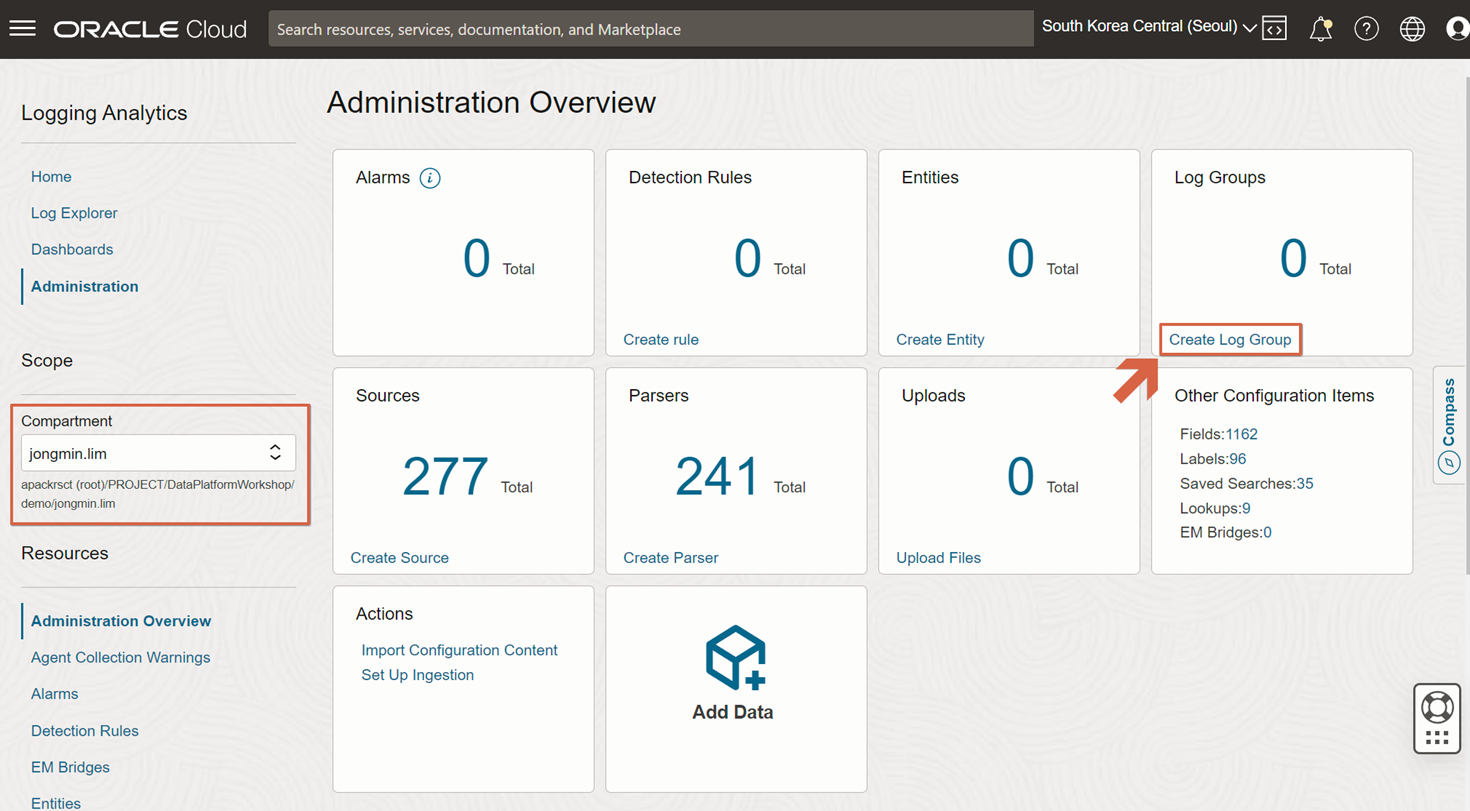 ORACLE Cloud
Search resources, services, documentation, and Marketplace
South Korea Central (Seoul)
Logging Analytics
Home
Log Explorer
Dashboards
Administration
Scope
Compartment
jongmin.lim
apackrsct (root)/PROJECT/DataPlatformWorkshop/
demo/jongmin.lim
Resources
Administration Overview
Agent Collection Warnings
Alarms
Detection Rules
EM Bridges
Entities
Administration Overview
Alarms
0 Total
Detection Rules
0 Total
Create rule
Entities
0 Total
Create Entity
Log Groups
0 Total
Create Log Group
Sources
277 Total
Create Source
Parsers
241 Total
Create Parser
Uploads
0 Total
Upload Files
Other Configuration Items
Fields:1162
Labels:96
Saved Searches:35
Lookups:9
EM Bridges:0
Actions
Import Configuration Content
Set Up Ingestion
Add Data
Compass